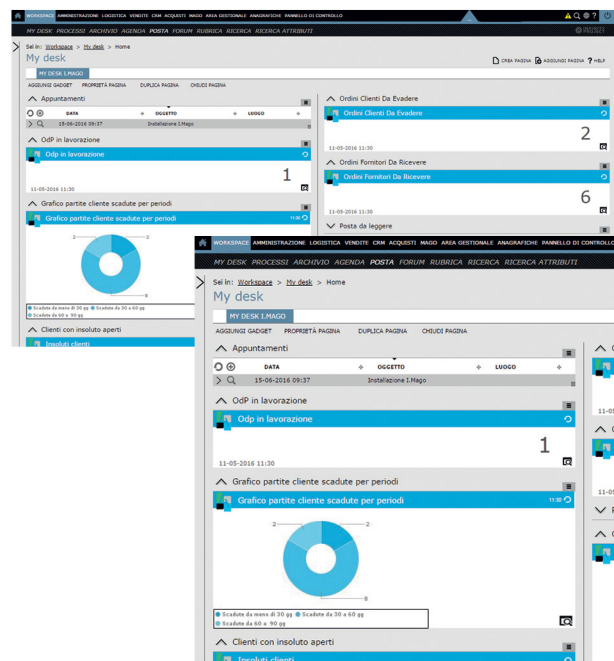 WORKSPACE AMMINISTRAZIONE LOGISTICA VENDITE CRM ACQUISTI MAGO AREA GESTIONALE ANAGRAFICHE PANNELLO DI CONTROLLO
MY DESK PROCESSI ARCHIVIO AGENDA POSTA FORUM RUBRICA RICERCA RICERCA ATTRIBUTI
Sei in: Workspace > My desk > Home
My desk
CREA PAGINA AGGIUNGI PAGINA ? HELP
MY DESK I.MAGO
AGGIUNGI GADGET PROPRIETÀ PAGINA DUPLICA PAGINA CHIUDI PAGINA
Appuntamenti
DATA OGGETTO LUOGO
15-06-2016 09:37 Installazione I.Mago
OdP in lavorazione
Odp in lavorazione
1
11-05-2016 11:30
Grafico partite cliente scadute per periodi
Grafico partite cliente scadute per periodi 11:30
2 2
8
Scadute da meno di 30 gg Scadute da 30 a 60 gg
Scadute da 60 a 90 gg
Clienti con insoluto aperti
Insoluti clienti
Ordini Clienti Da Evadere
Ordini Clienti Da Evadere
2
11-05-2016 11:30
Ordini Fornitori Da Ricevere
Ordini Fornitori Da Ricevere
6
11-05-2016 11:30
Posta da leggere
WORKSPACE AMMINISTRAZIONE LOGISTICA VENDITE CRM ACQUISTI MAGO AREA GESTIONALE ANAGRAFICHE PANNELLO DI CONTROLLO
MY DESK PROCESSI ARCHIVIO AGENDA POSTA FORUM RUBRICA RICERCA RICERCA ATTRIBUTI
Sei in: Workspace > My desk > Home
My desk
MY DESK I.MAGO
AGGIUNGI GADGET PROPRIETÀ PAGINA DUPLICA PAGINA CHIUDI PAGINA
Appuntamenti
DATA OGGETTO LUOGO
15-06-2016 09:37 Installazione I.Mago
OdP in lavorazione
Odp in lavorazione
1
11-05-2016 11:30
Grafico partite cliente scadute per periodi
Grafico partite cliente scadute per periodi 11:30
2 2
8
Scadute da meno di 30 gg Scadute da 30 a 60 gg
Scadute da 60 a 90 gg
Clienti con insoluto aperti
Insoluti clienti